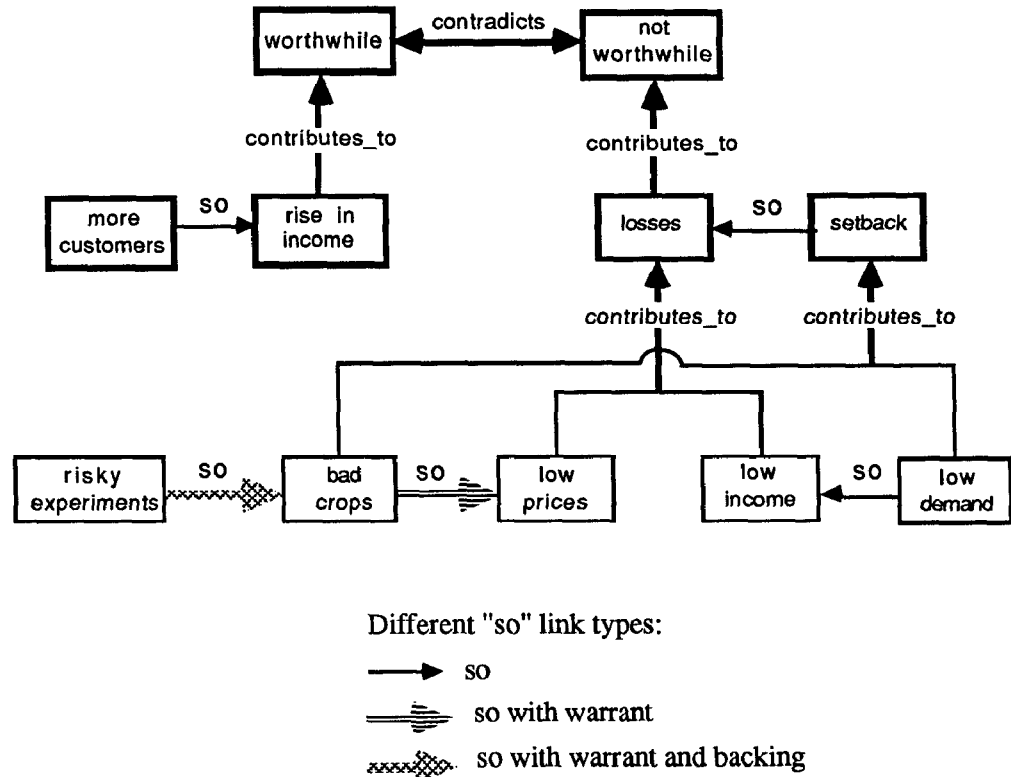 worthwhile
contradicts
not
worthwhile
contributes_to
contributes_to
more
customers
so
rise in
income
losses
so
setback
contributes_to
contributes_to
risky
experiments
so
bad
crops
so
low
prices
low
income
so
low
demand
Different "so" link types:
so
so with warrant
so with warrant and backing